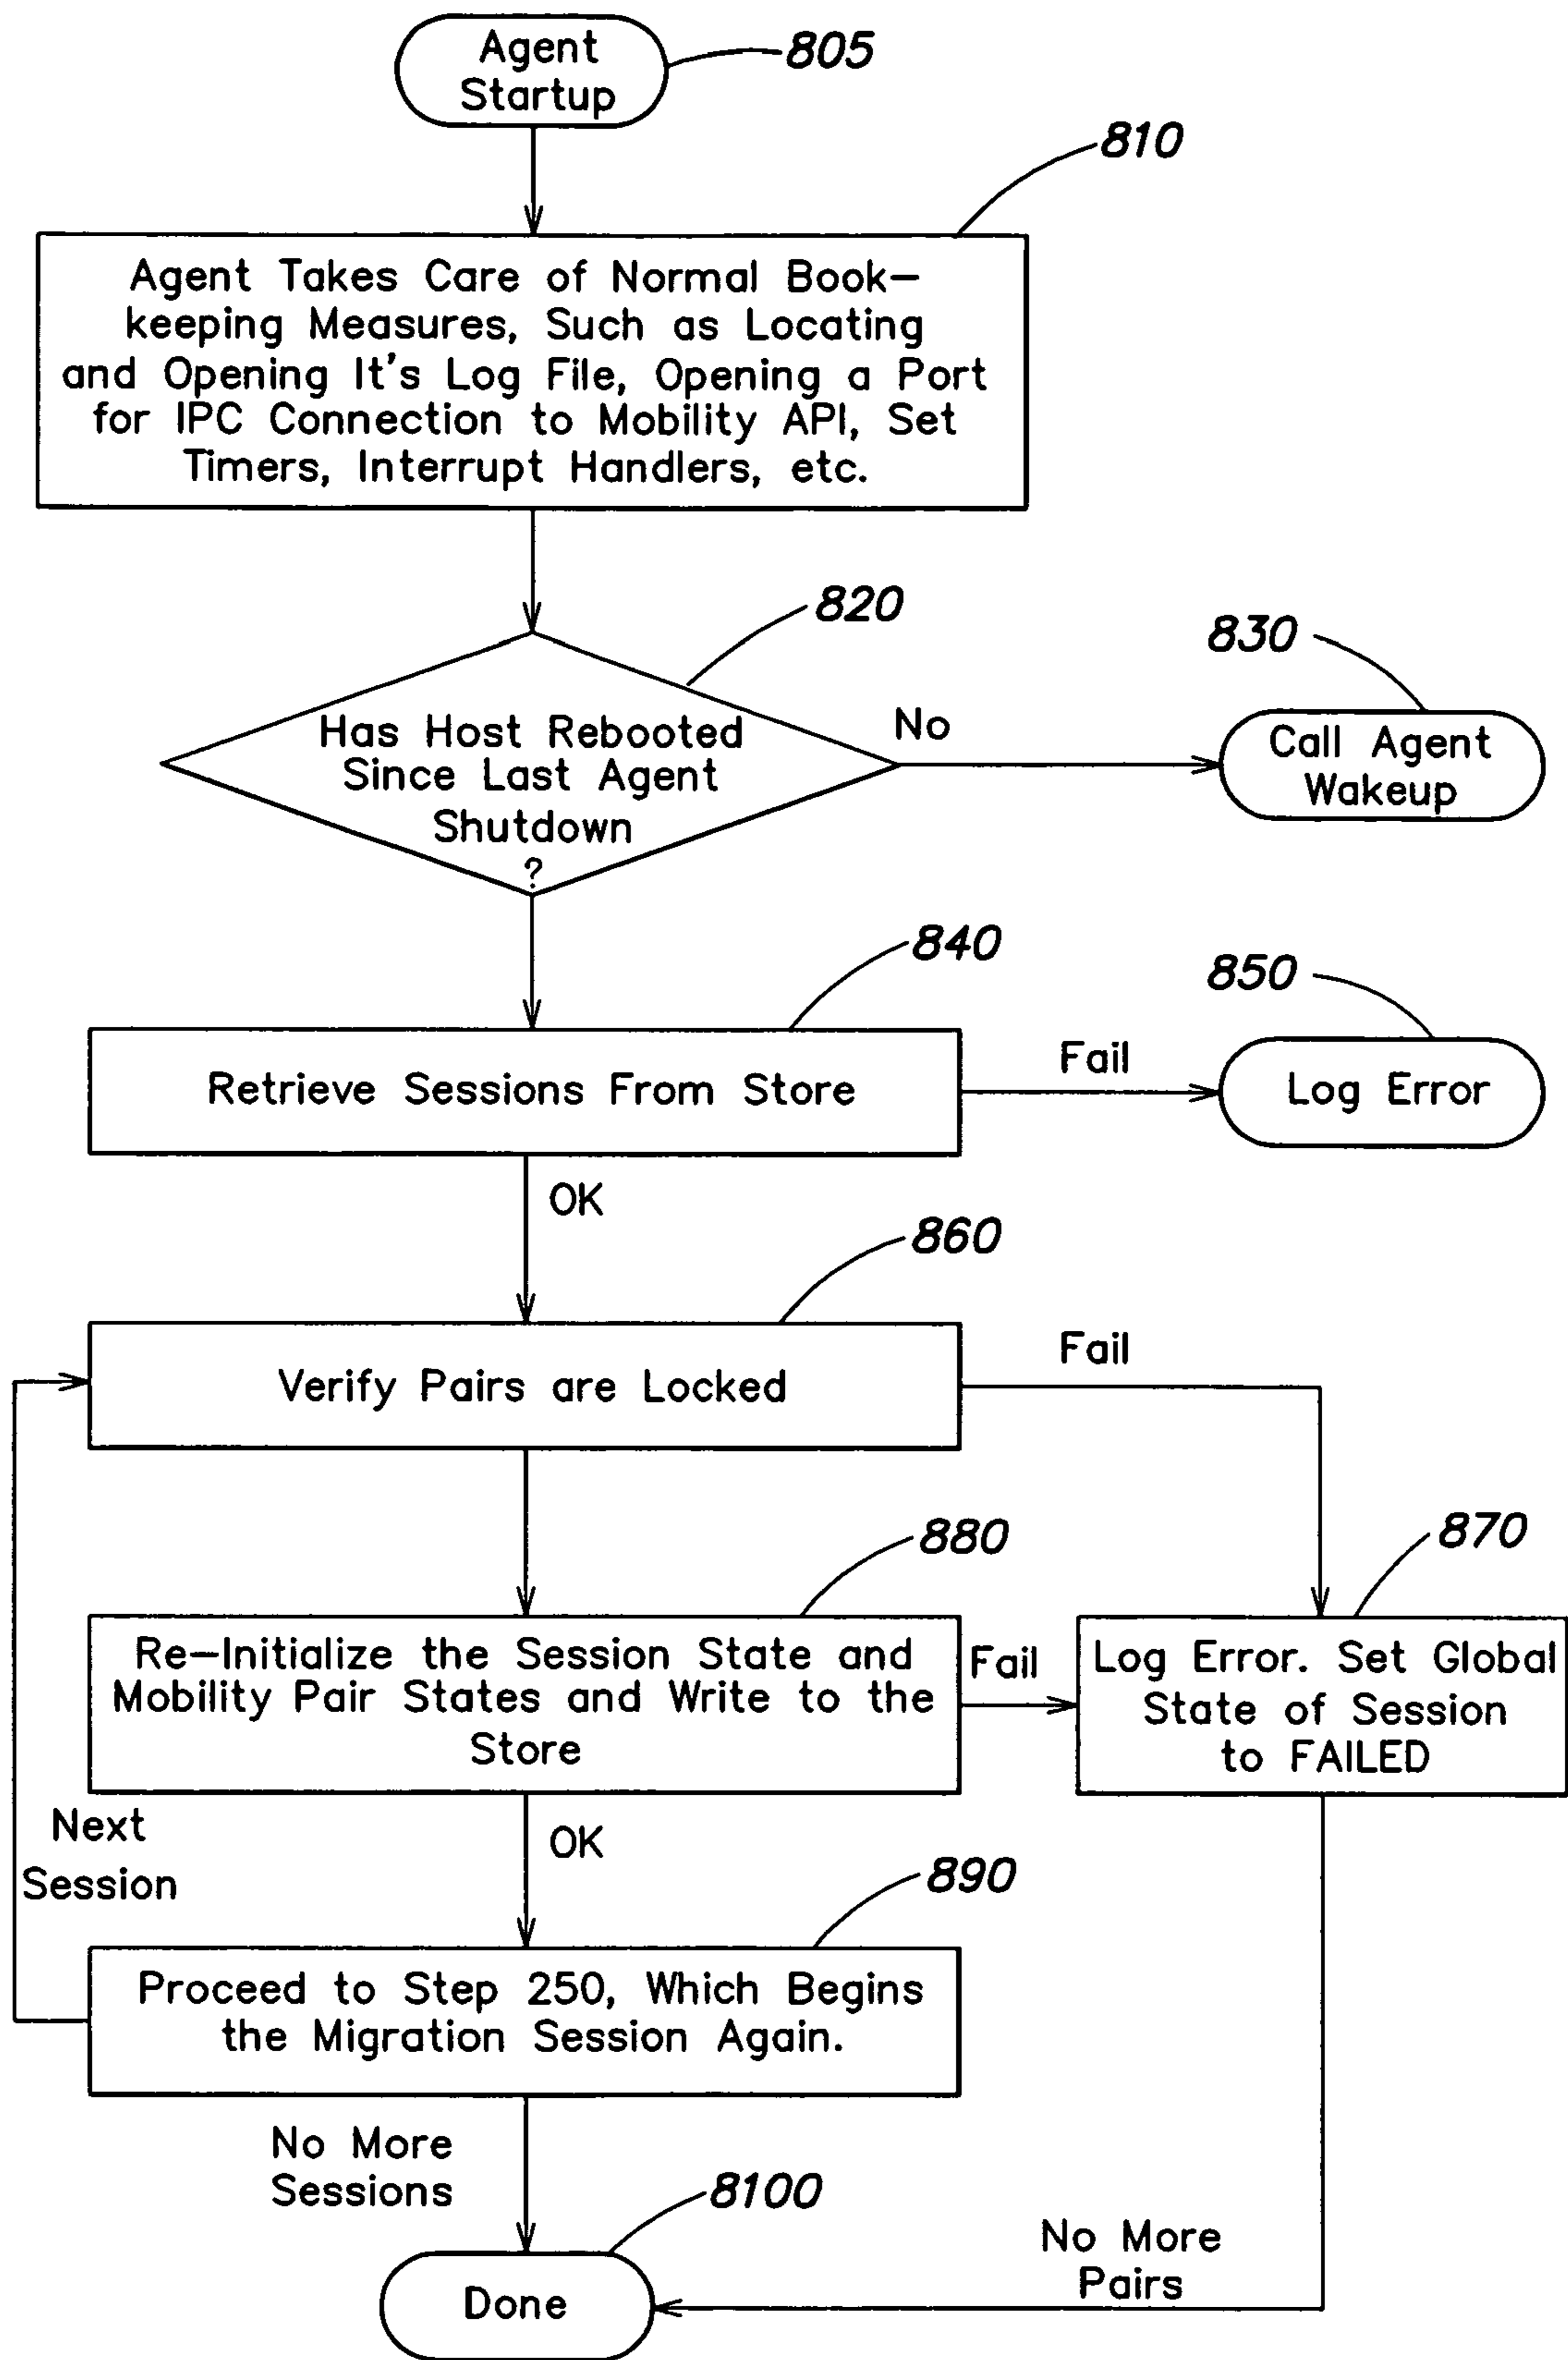 Agent
Startup
805
810
Agent Takes Care of Normal Book-
keeping Measures, Such as Locating
and Opening It's Log File, Opening a Port
for IPC Connection to Mobility API, Set
Timers, Interrupt Handlers, etc.
820
830
Has Host Rebooted
Since Last Agent
Shutdown
?
No
Call Agent
Wakeup
840
850
Retrieve Sessions From Store
Fail
Log Error
OK
860
Verify Pairs are Locked
Fail
880
870
Re-Initialize the Session State and
Mobility Pair States and Write to the
Store
Fail
Log Error. Set Global
State of Session
to FAILED
Next
Session
OK
890
Proceed to Step 250, Which Begins
the Migration Session Again.
No More
Sessions
8100
Done
No More
Pairs